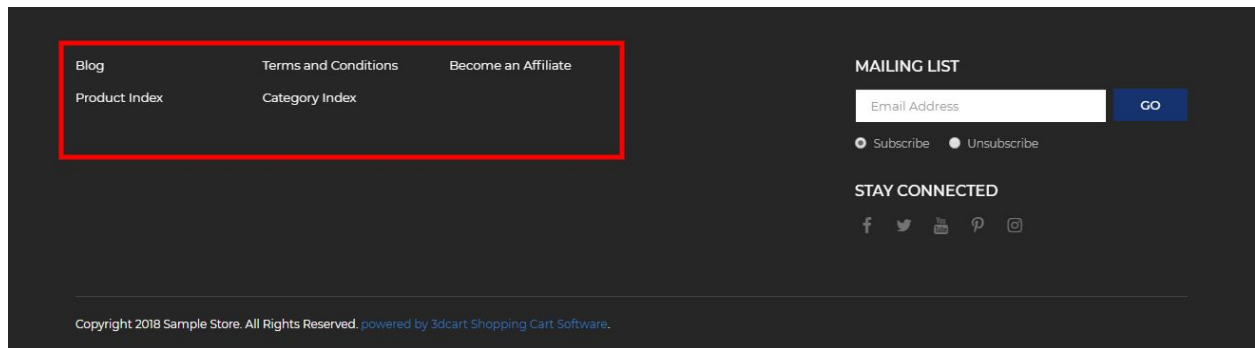 Blog
Terms and Conditions
Become an Affiliate
Product Index
Category Index
MAILING LIST
Email Address
GO
Subscribe
Unsubscribe
STAY CONNECTED
Copyright 2018 Sample Store. All Rights Reserved. powered by 3dcart Shopping Cart Software.